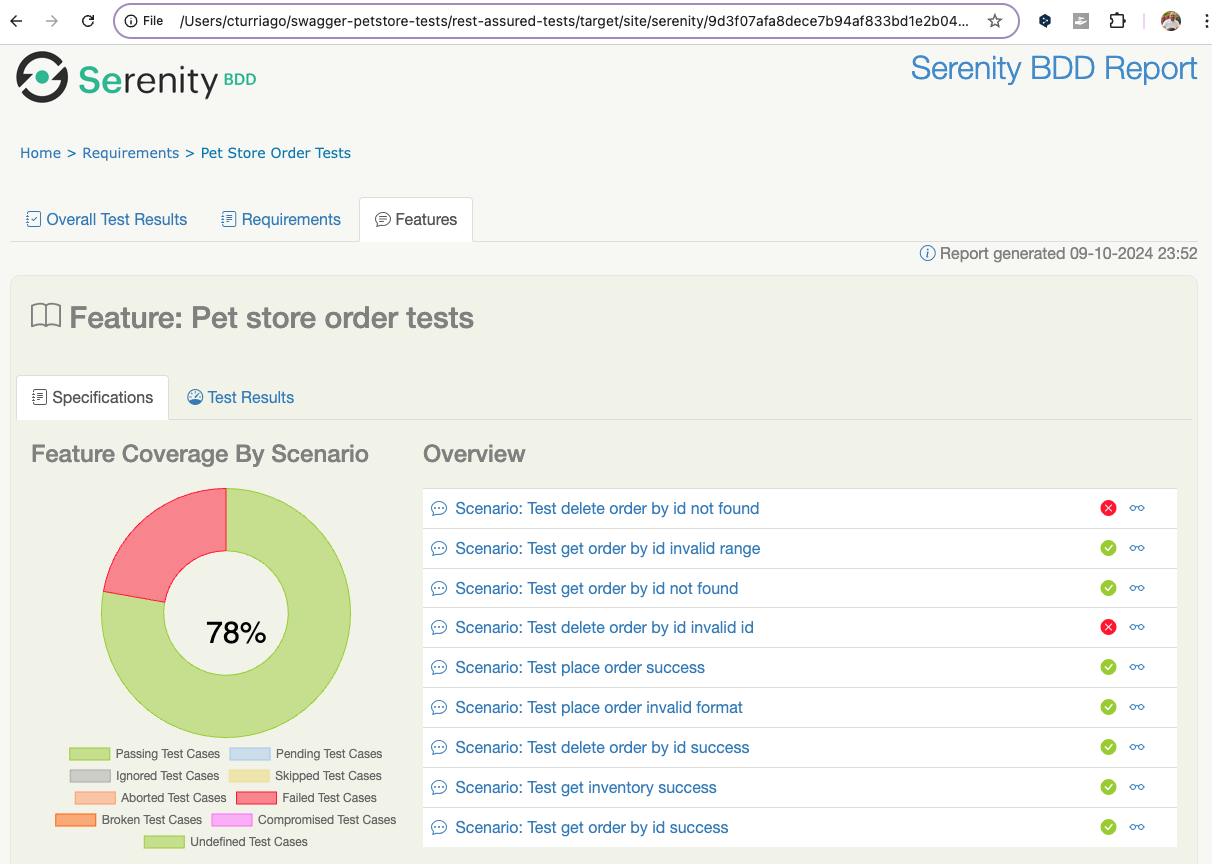 File /Users/cturriago/swagger-petstore-tests/rest-assured-tests/target/site/serenity/9d3f07afa8dece7b94af833bd1e2b04...
Serenity BDD
Serenity BDD Report
Home > Requirements > Pet Store Order Tests
Overall Test Results Requirements Features
Report generated 09-10-2024 23:52
Feature: Pet store order tests
Specifications Test Results
Feature Coverage By Scenario
78%
Passing Test Cases Pending Test Cases
Ignored Test Cases Skipped Test Cases
Aborted Test Cases Failed Test Cases
Broken Test Cases Compromised Test Cases
Undefined Test Cases
Overview
Scenario: Test delete order by id not found
Scenario: Test get order by id invalid range
Scenario: Test get order by id not found
Scenario: Test delete order by id invalid id
Scenario: Test place order success
Scenario: Test place order invalid format
Scenario: Test delete order by id success
Scenario: Test get inventory success
Scenario: Test get order by id success